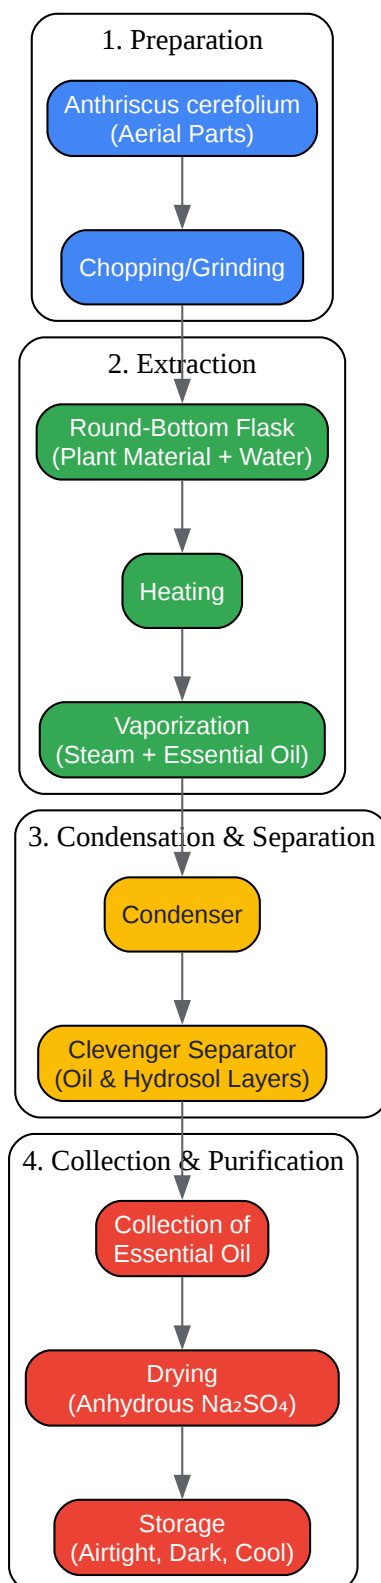 1. Preparation
Anthriscus cerefolium
(Aerial Parts)
Chopping/Grinding
2. Extraction
Round-Bottom Flask
(Plant Material + Water)
Heating
Vaporization
(Steam + Essential Oil)
3. Condensation & Separation
Condenser
Clevenger Separator
(Oil & Hydrosol Layers)
4. Collection & Purification
Collection of
Essential Oil
Drying
(Anhydrous Na₂SO₄)
Storage
(Airtight, Dark, Cool)